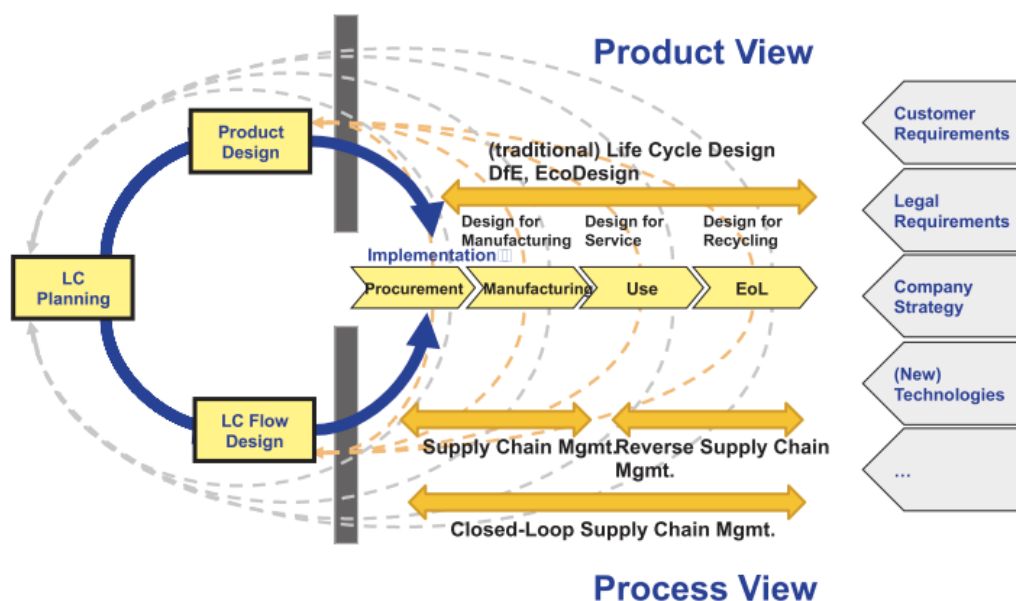 Product View
Product
Design
(traditional) Life Cycle Design
DfE, EcoDesign
Design for
Manufacturing
Design for
Service
Design for
Recycling
Implementation
LC
Planning
Procurement
Manufacturing
Use
EoL
LC Flow
Design
Supply Chain Mgmt.
Reverse Supply Chain
Mgmt.
Closed-Loop Supply Chain Mgmt.
Process View
Customer
Requirements
Legal
Requirements
Company
Strategy
(New)
Technologies
...